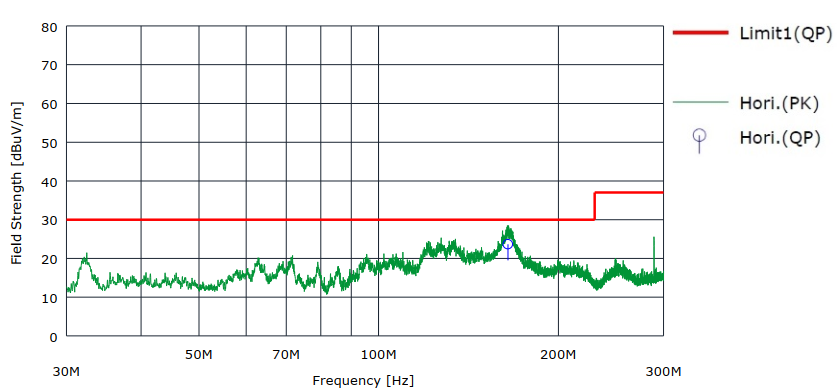 80
70
60
50
40
30
20
10
0
Field Strength [dBuV/m]
30M
50M
70M
100M
200M
300M
Frequency [Hz]
Limit1(QP)
Hori.(PK)
Hori.(QP)